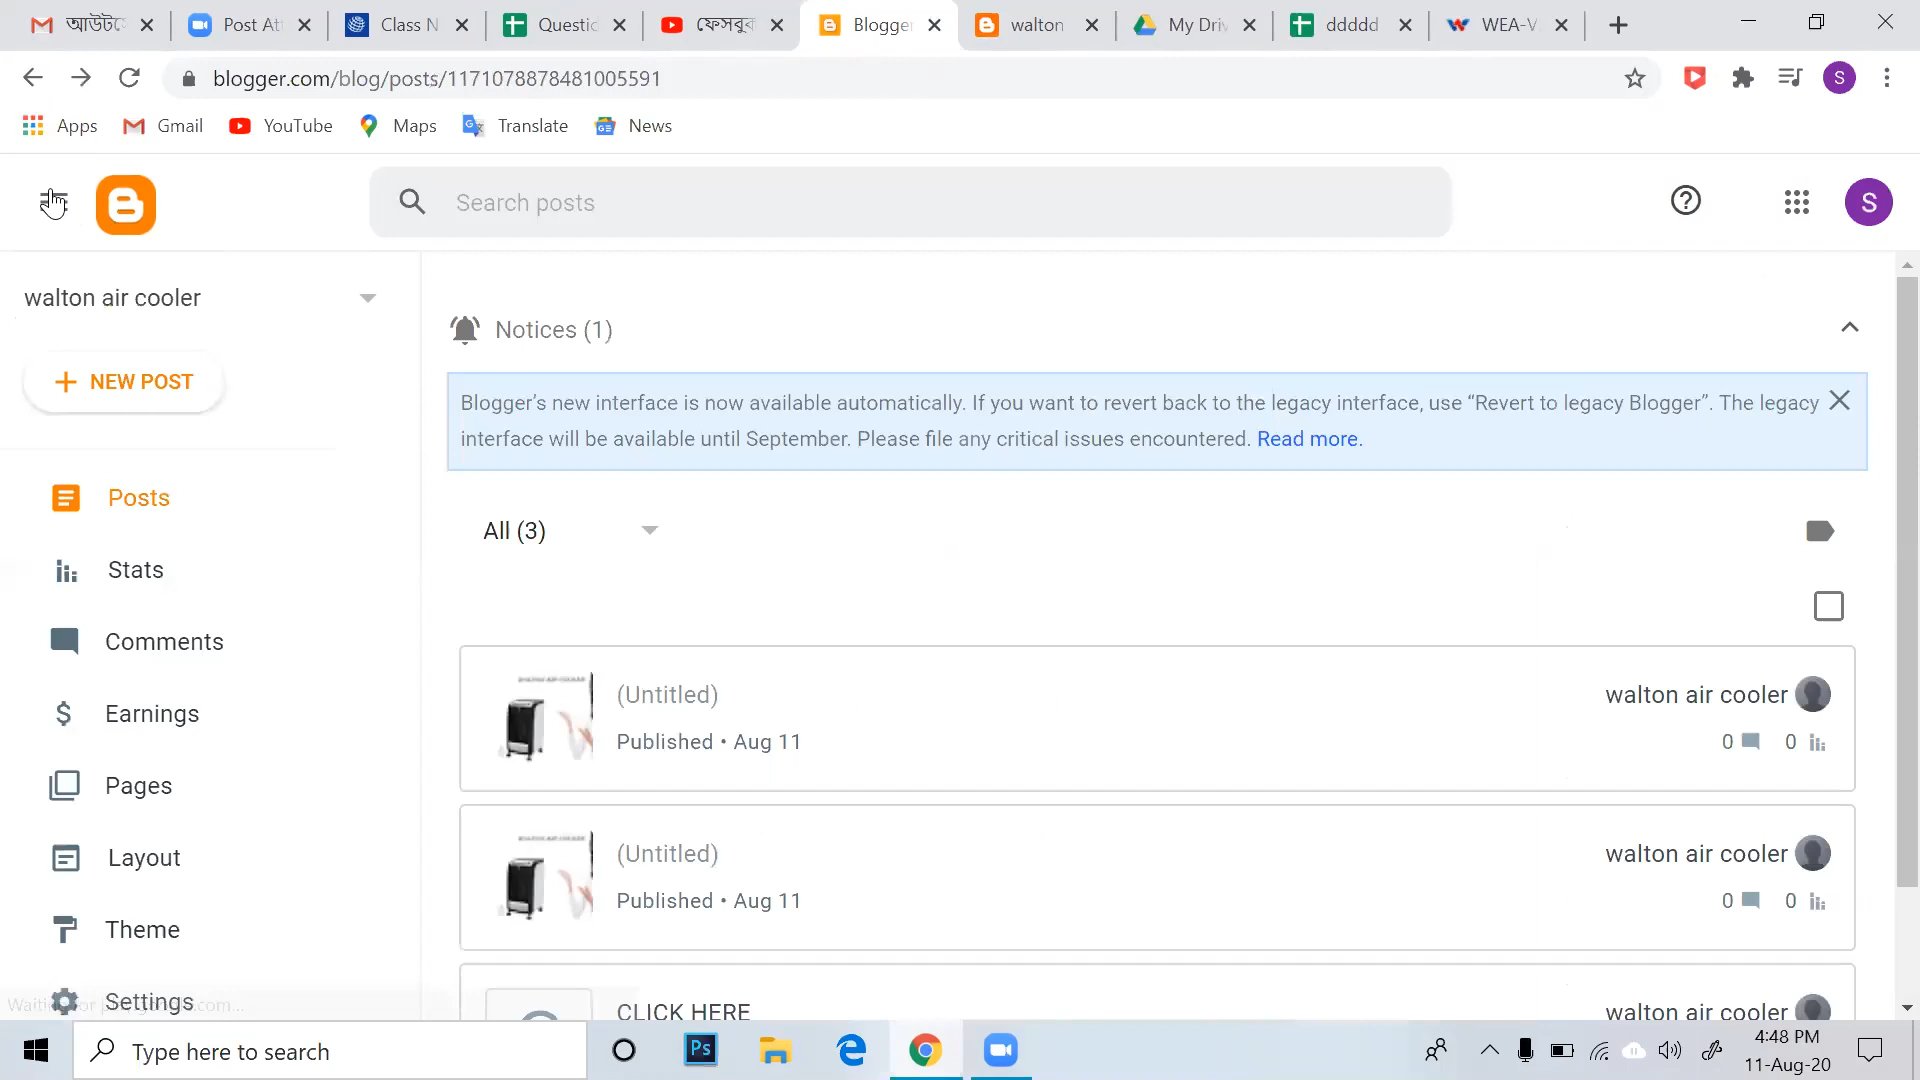 আউটসে Post At Class N Questic ফেসবুক Blogger walton My Driv ddddd WEA-V
blogger.com/blog/posts/1171078878481005591 S
Apps Gmail YouTube Maps Translate News
Search posts S
walton air cooler
Notices (1)
NEW POST
Blogger's new interface is now available automatically. If you want to revert back to the legacy interface, use “Revert to legacy Blogger”. The legacy
interface will be available until September. Please file any critical issues encountered. Read more.
Posts
All (3)
Stats
Comments
(Untitled) walton air cooler
Earnings
Published • Aug 11 0 0
Pages
Layout
(Untitled) walton air cooler
Published • Aug 11 0 0
Theme
Settings
CLICK HERE walton air cooler
Type here to search
Ps
4:48 PM
11-Aug-20